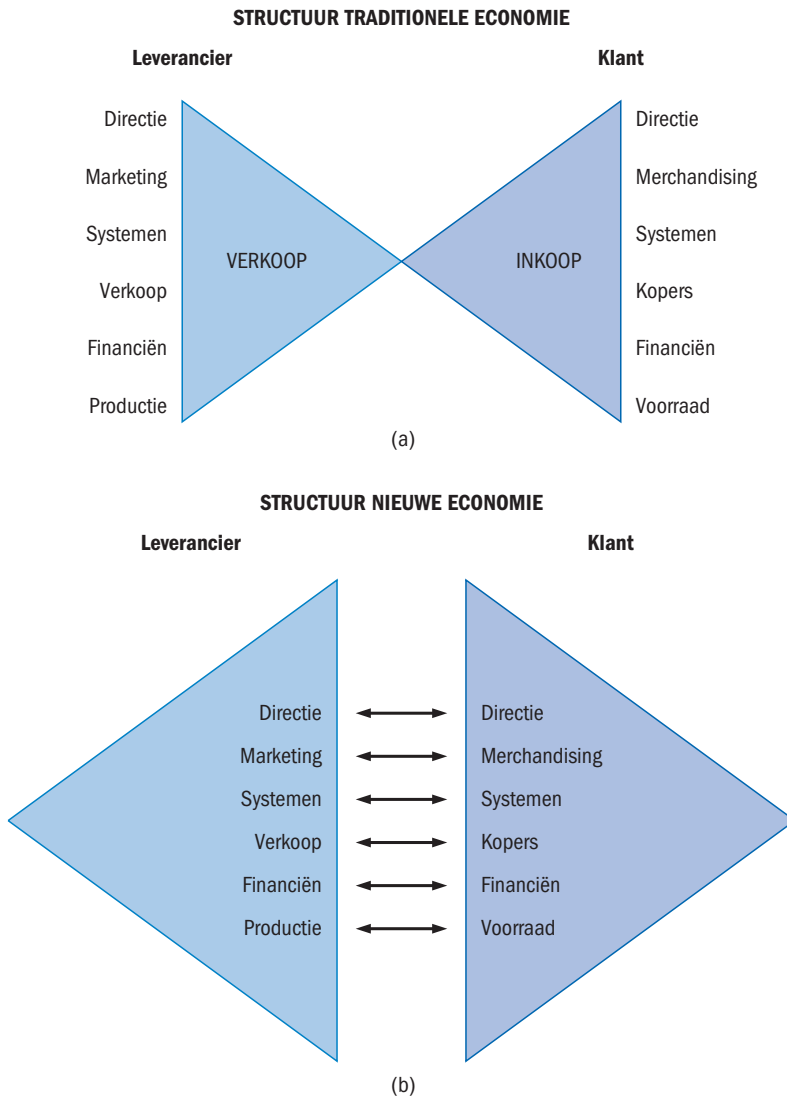 STRUCTUUR TRADITIONELE ECONOMIE
Leverancier Klant
Directie Directie
Marketing Merchandising
Systemen Systemen
VERKOOP INKOOP
Verkoop Kopers
Financiën Financiën
Productie Voorraad
(a)
STRUCTUUR NIEUWE ECONOMIE
Leverancier Klant
Directie Directie
Marketing Merchandising
Systemen Systemen
Verkoop Kopers
Financiën Financiën
Productie Voorraad
(b)